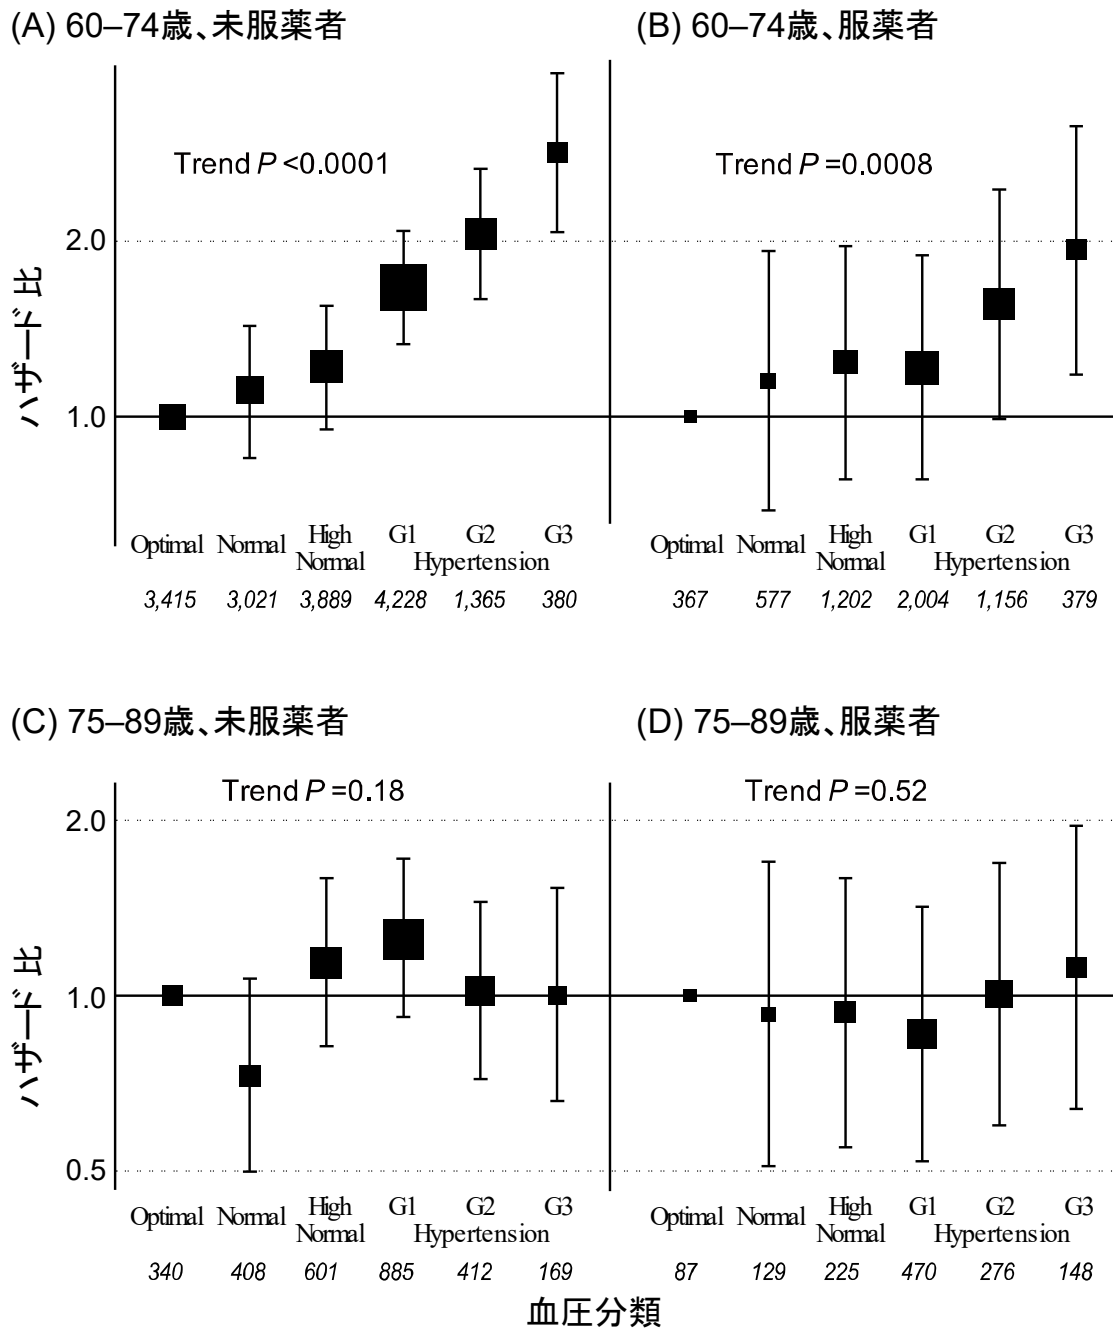 (A) 60–74歳、未服薬者
Trend P <0.0001
ハザード比
2.0
1.0
Optimal Normal High Normal G1 G2 G3
Hypertension
3,415 3,021 3,889 4,228 1,365 380
(B) 60–74歳、服薬者
Trend P =0.0008
Optimal Normal High Normal G1 G2 G3
Hypertension
367 577 1,202 2,004 1,156 379
(C) 75–89歳、未服薬者
Trend P =0.18
ハザード比
2.0
1.0
0.5
Optimal Normal High Normal G1 G2 G3
Hypertension
340 408 601 885 412 169
(D) 75–89歳、服薬者
Trend P =0.52
Optimal Normal High Normal G1 G2 G3
Hypertension
87 129 225 470 276 148
血圧分類